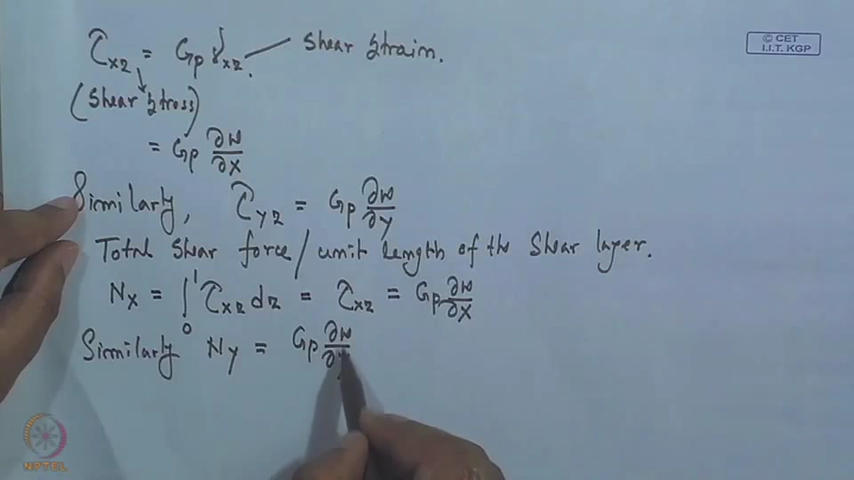 τxz = Gp γxz. shear strain.
(Shear stress)
= Gp ∂w/∂x
Similarly, τyz = Gp ∂w/∂y
Total shear force/unit length of the shear layer.
Nx = ∫₀¹ τxz dz = τxz = Gp ∂w/∂x
Similarly Ny = Gp ∂w/∂y
© CET
I.I.T. KGP
NPTEL